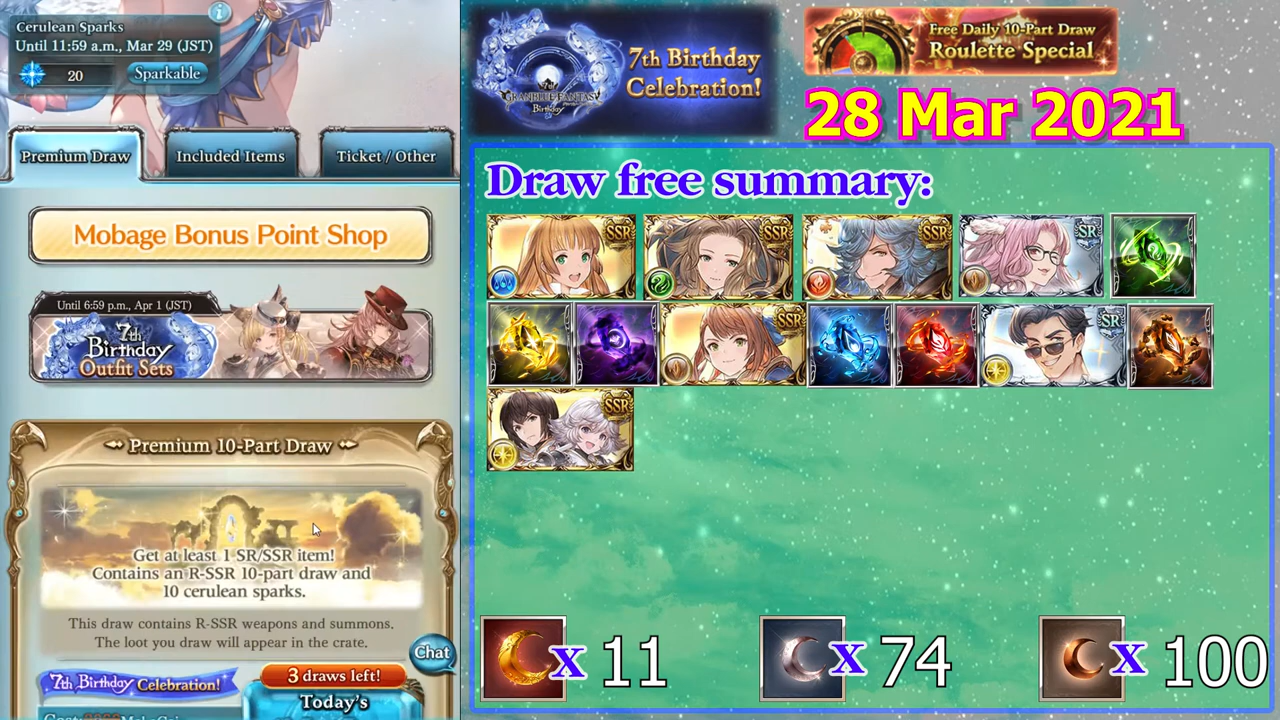 Cerulean Sparks
Until 11:59 a.m., Mar 29 (JST)
20
Sparkable
Premium Draw
Included Items
Ticket / Other
Mobage Bonus Point Shop
Until 6:59 p.m., Apr 1 (JST)
7th
Birthday
Outfit Sets
Premium 10-Part Draw
Get at least 1 SR/SSR item!
Contains an R-SSR 10-part draw and
10 cerulean sparks.
This draw contains R-SSR weapons and summons.
The loot you draw will appear in the crate.
Chat
7th Birthday Celebration!
3 draws left!
Today's
GRANBLUE FANTASY
Birthday
7th Birthday
Celebration!
Free Daily 10-Part Draw
Roulette Special
28 Mar 2021
Draw free summary:
SSR
SSR
SSR
SR
SSR
SR
SSR
x 11
x 74
x 100